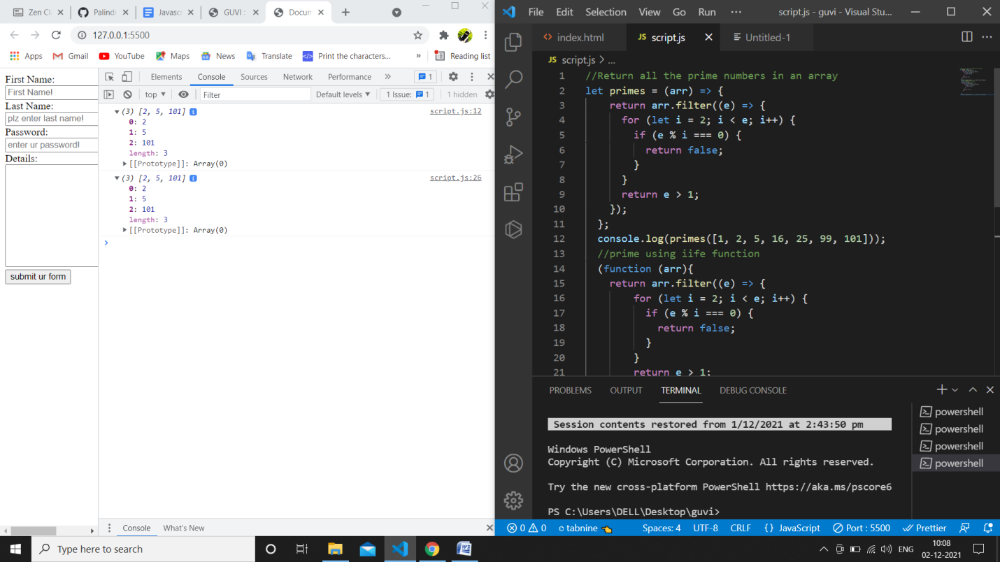 Zen Cl
Palind
Javasc
GUVI :
Docun
127.0.0.1:5500
Apps
Gmail
YouTube
Maps
News
Translate
Print the characters...
»
Reading list
First Name:
First Name!
Last Name:
plz enter last name!
Password:
enter ur password!
Details:
submit ur form
Elements
Console
Sources
Network
Performance
»
1
top ▼
Filter
Default levels ▼
1 Issue: 1
1 hidden
▼(3) [2, 5, 101] i
script.js:12
0: 2
1: 5
2: 101
length: 3
▶[[Prototype]]: Array(0)
▼(3) [2, 5, 101] i
script.js:26
0: 2
1: 5
2: 101
length: 3
▶[[Prototype]]: Array(0)
>
Console
What's New
File
Edit
Selection
View
Go
Run
···
script.js - guvi - Visual Stu...
<> index.html
JS script.js
Untitled-1
JS script.js > ...
1 //Return all the prime numbers in an array
2 let primes = (arr) => {
3 return arr.filter((e) => {
4 for (let i = 2; i < e; i++) {
5 if (e % i === 0) {
6 return false;
7 }
8 }
9 return e > 1;
10 });
11 };
12 console.log(primes([1, 2, 5, 16, 25, 99, 101]));
13 //prime using iife function
14 (function (arr){
15 return arr.filter((e) => {
16 for (let i = 2; i < e; i++) {
17 if (e % i === 0) {
18 return false;
19 }
20 }
21 return e > 1;
PROBLEMS
OUTPUT
TERMINAL
DEBUG CONSOLE
Session contents restored from 1/12/2021 at 2:43:50 pm
Windows PowerShell
Copyright (C) Microsoft Corporation. All rights reserved.
Try the new cross-platform PowerShell https://aka.ms/pscore6
PS C:\Users\DELL\Desktop\guvi>
powershell
powershell
powershell
powershell
0 0
tabnine
Spaces: 4
UTF-8
CRLF
{ } JavaScript
Port : 5500
Prettier
Type here to search
ENG
10:08
02-12-2021